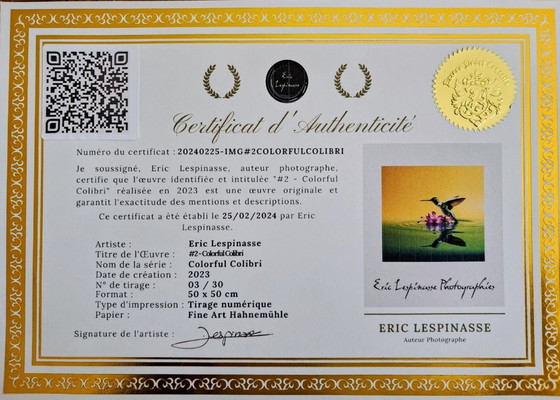 Eric
Lespinasse
Certificat d'Authenticité
Numéro du certificat : 20240225-IMG#2COLORFULCOLIBRI
Je soussigné, Eric Lespinasse, auteur photographe,
certifie que l'œuvre identifiée et intitulée "#2 - Colorful
Colibri" réalisée en 2023 est une œuvre originale et
garantit l'exactitude des mentions et descriptions.
Ce certificat a été établi le 25/02/2024 par Eric
Lespinasse.
Artiste : Eric Lespinasse
Titre de l'Œuvre : #2 - Colorful Colibri
Nom de la série : Colorful Colibri
Date de création : 2023
N° de tirage : 03 / 30
Format : 50 x 50 cm
Type d'impression : Tirage numérique
Papier : Fine Art Hahnemühle
Signature de l'artiste : Lespinasse
Eric Lespinasse Photographies
ERIC LESPINASSE
Auteur Photographe